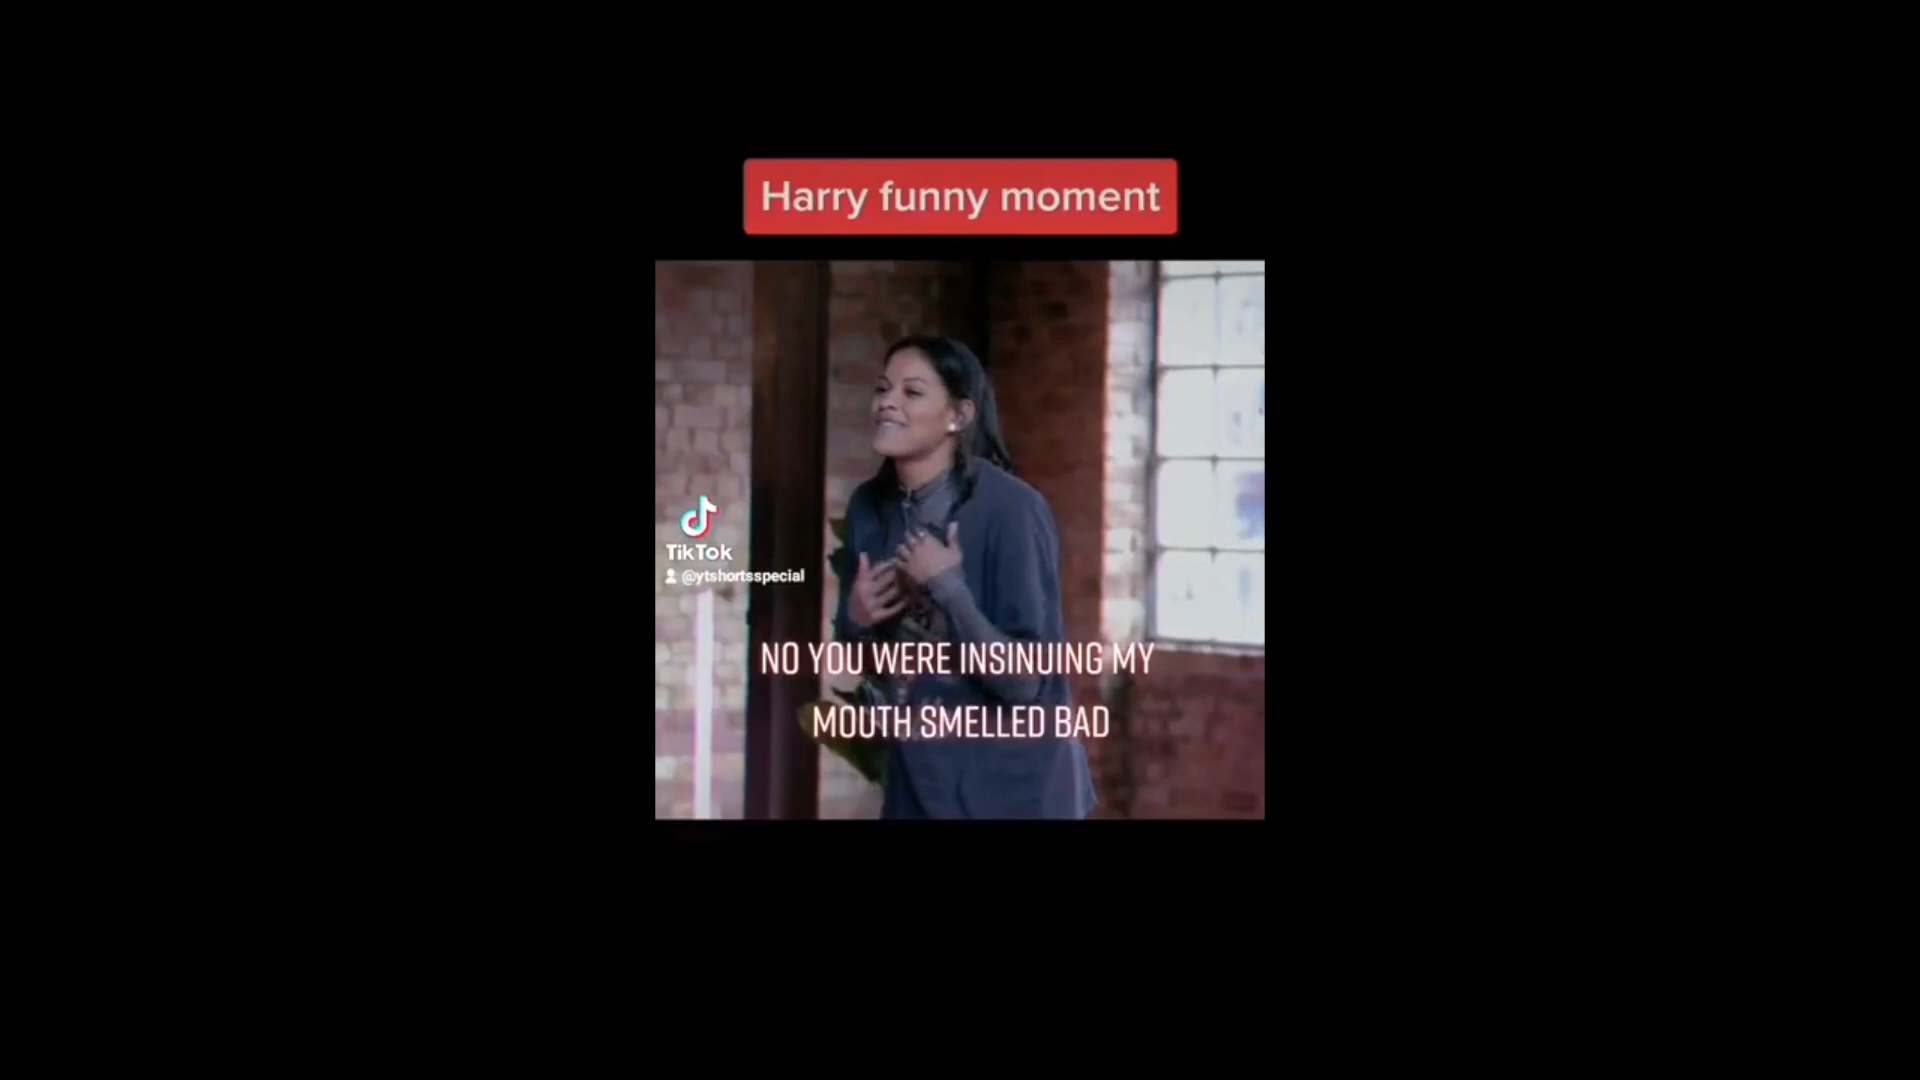 Harry funny moment
TikTok
@ytshortsspecial
NO YOU WERE INSINUING MY
MOUTH SMELLED BAD